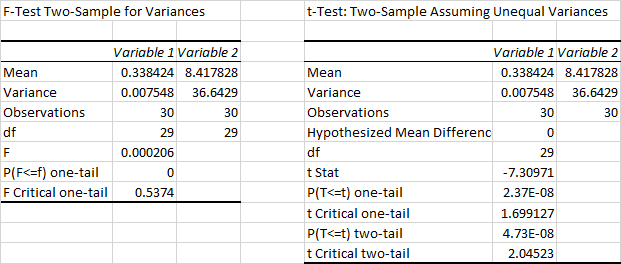 F-Test Two-Sample for Variances
Variable 1 Variable 2
Mean 0.338424 8.417828
Variance 0.007548 36.6429
Observations 30 30
df 29 29
F 0.000206
P(F<=f) one-tail 0
F Critical one-tail 0.5374
t-Test: Two-Sample Assuming Unequal Variances
Variable 1 Variable 2
Mean 0.338424 8.417828
Variance 0.007548 36.6429
Observations 30 30
Hypothesized Mean Differenc 0
df 29
t Stat -7.30971
P(T<=t) one-tail 2.37E-08
t Critical one-tail 1.699127
P(T<=t) two-tail 4.73E-08
t Critical two-tail 2.04523